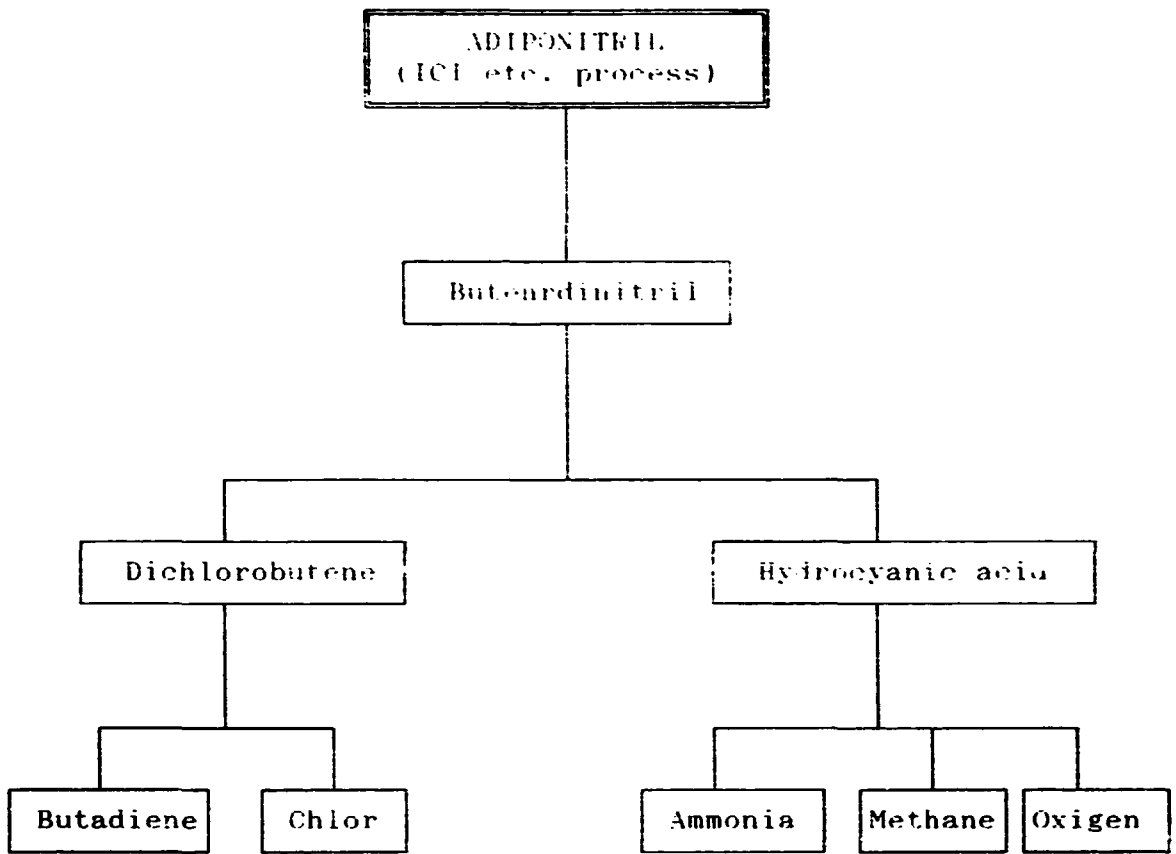 ADIPONITRIL
(ICI etc. process)
Butenrdinitril
Dichlorobutene
Hydrocyanic acid
Butadiene
Chlor
Ammonia
Methane
Oxigen